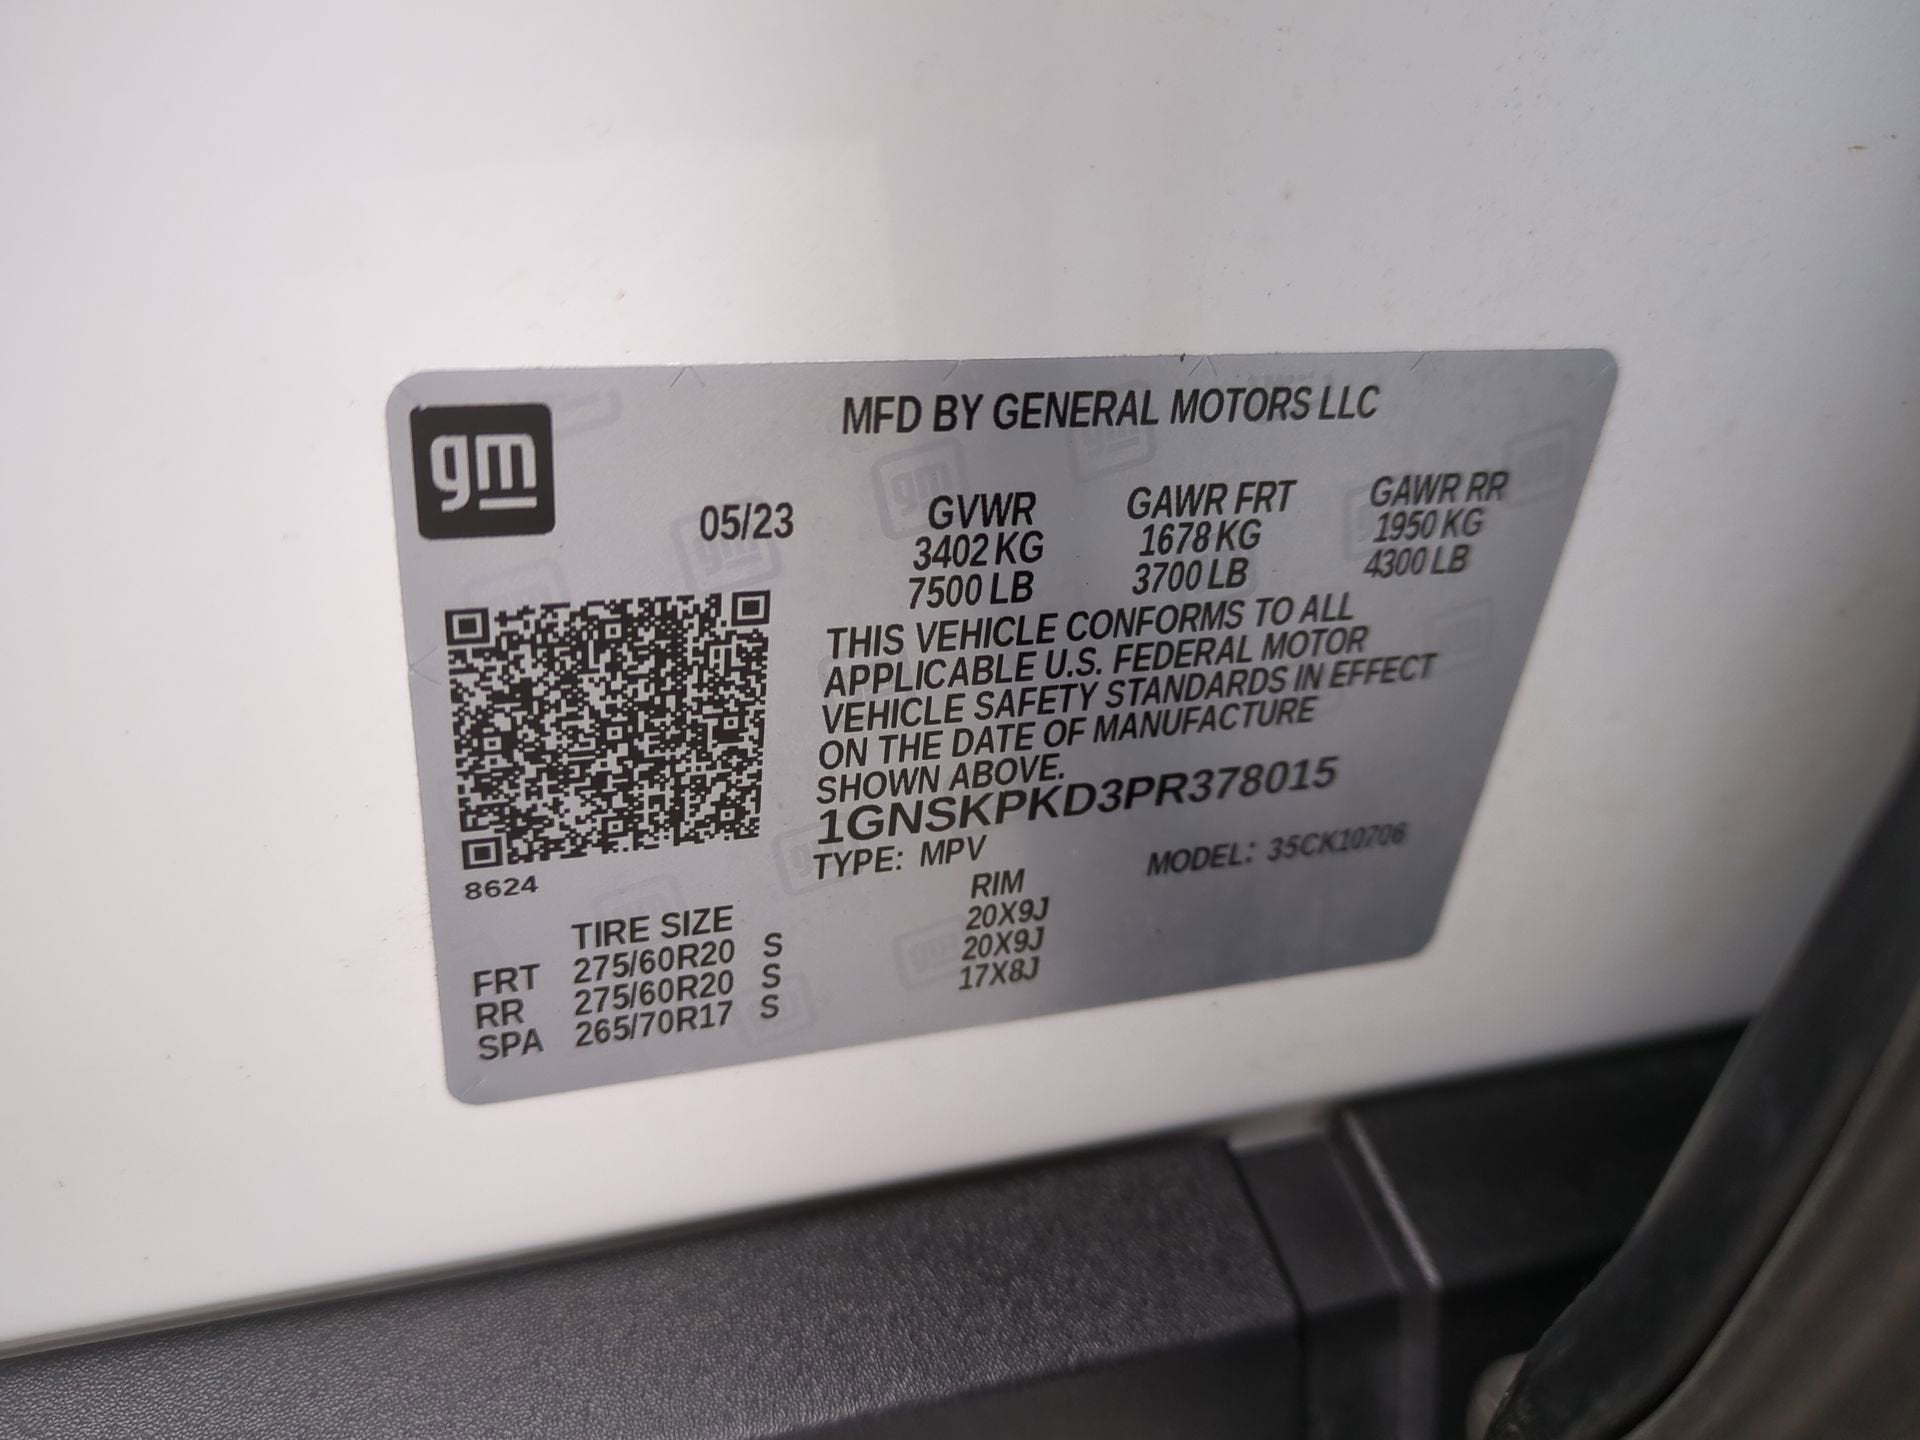 gm
MFD BY GENERAL MOTORS LLC
05/23 GVWR GAWR FRT GAWR RR
3402 KG 1678 KG 1950 KG
7500 LB 3700 LB 4300 LB
THIS VEHICLE CONFORMS TO ALL
APPLICABLE U.S. FEDERAL MOTOR
VEHICLE SAFETY STANDARDS IN EFFECT
ON THE DATE OF MANUFACTURE
SHOWN ABOVE.
1GNSKPKD3PR378015
TYPE: MPV MODEL: 35CK10706
8624
TIRE SIZE RIM
FRT 275/60R20 S 20X9J
RR 275/60R20 S 20X9J
SPA 265/70R17 S 17X8J